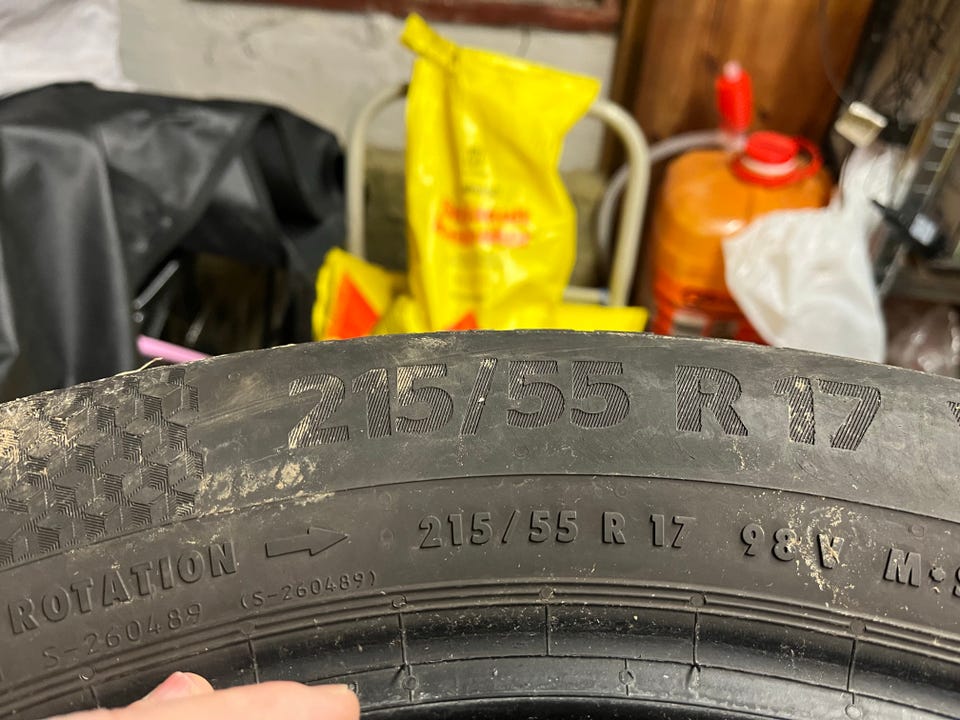 215/55 R 17
ROTATION
215/55 R 17 98 V M
S-260489 (S-260489)